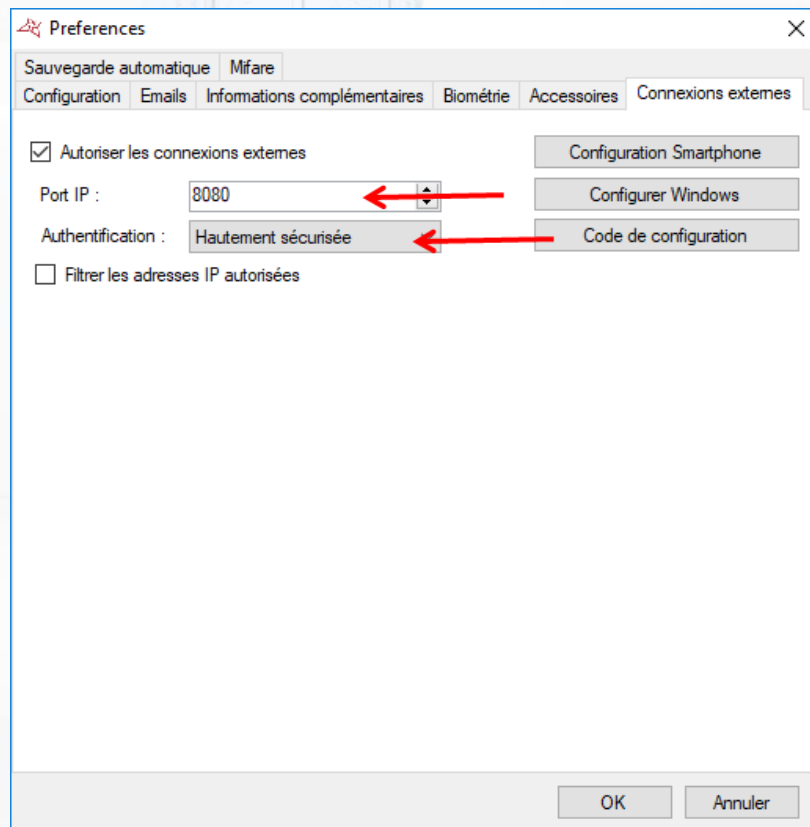 Preferences
Sauvegarde automatique Mifare
Configuration Emails Informations complémentaires Biométrie Accessoires Connexions externes
Autoriser les connexions externes Configuration Smartphone
Port IP : 8080 Configurer Windows
Authentification : Hautement sécurisée Code de configuration
Filtrer les adresses IP autorisées
OK Annuler